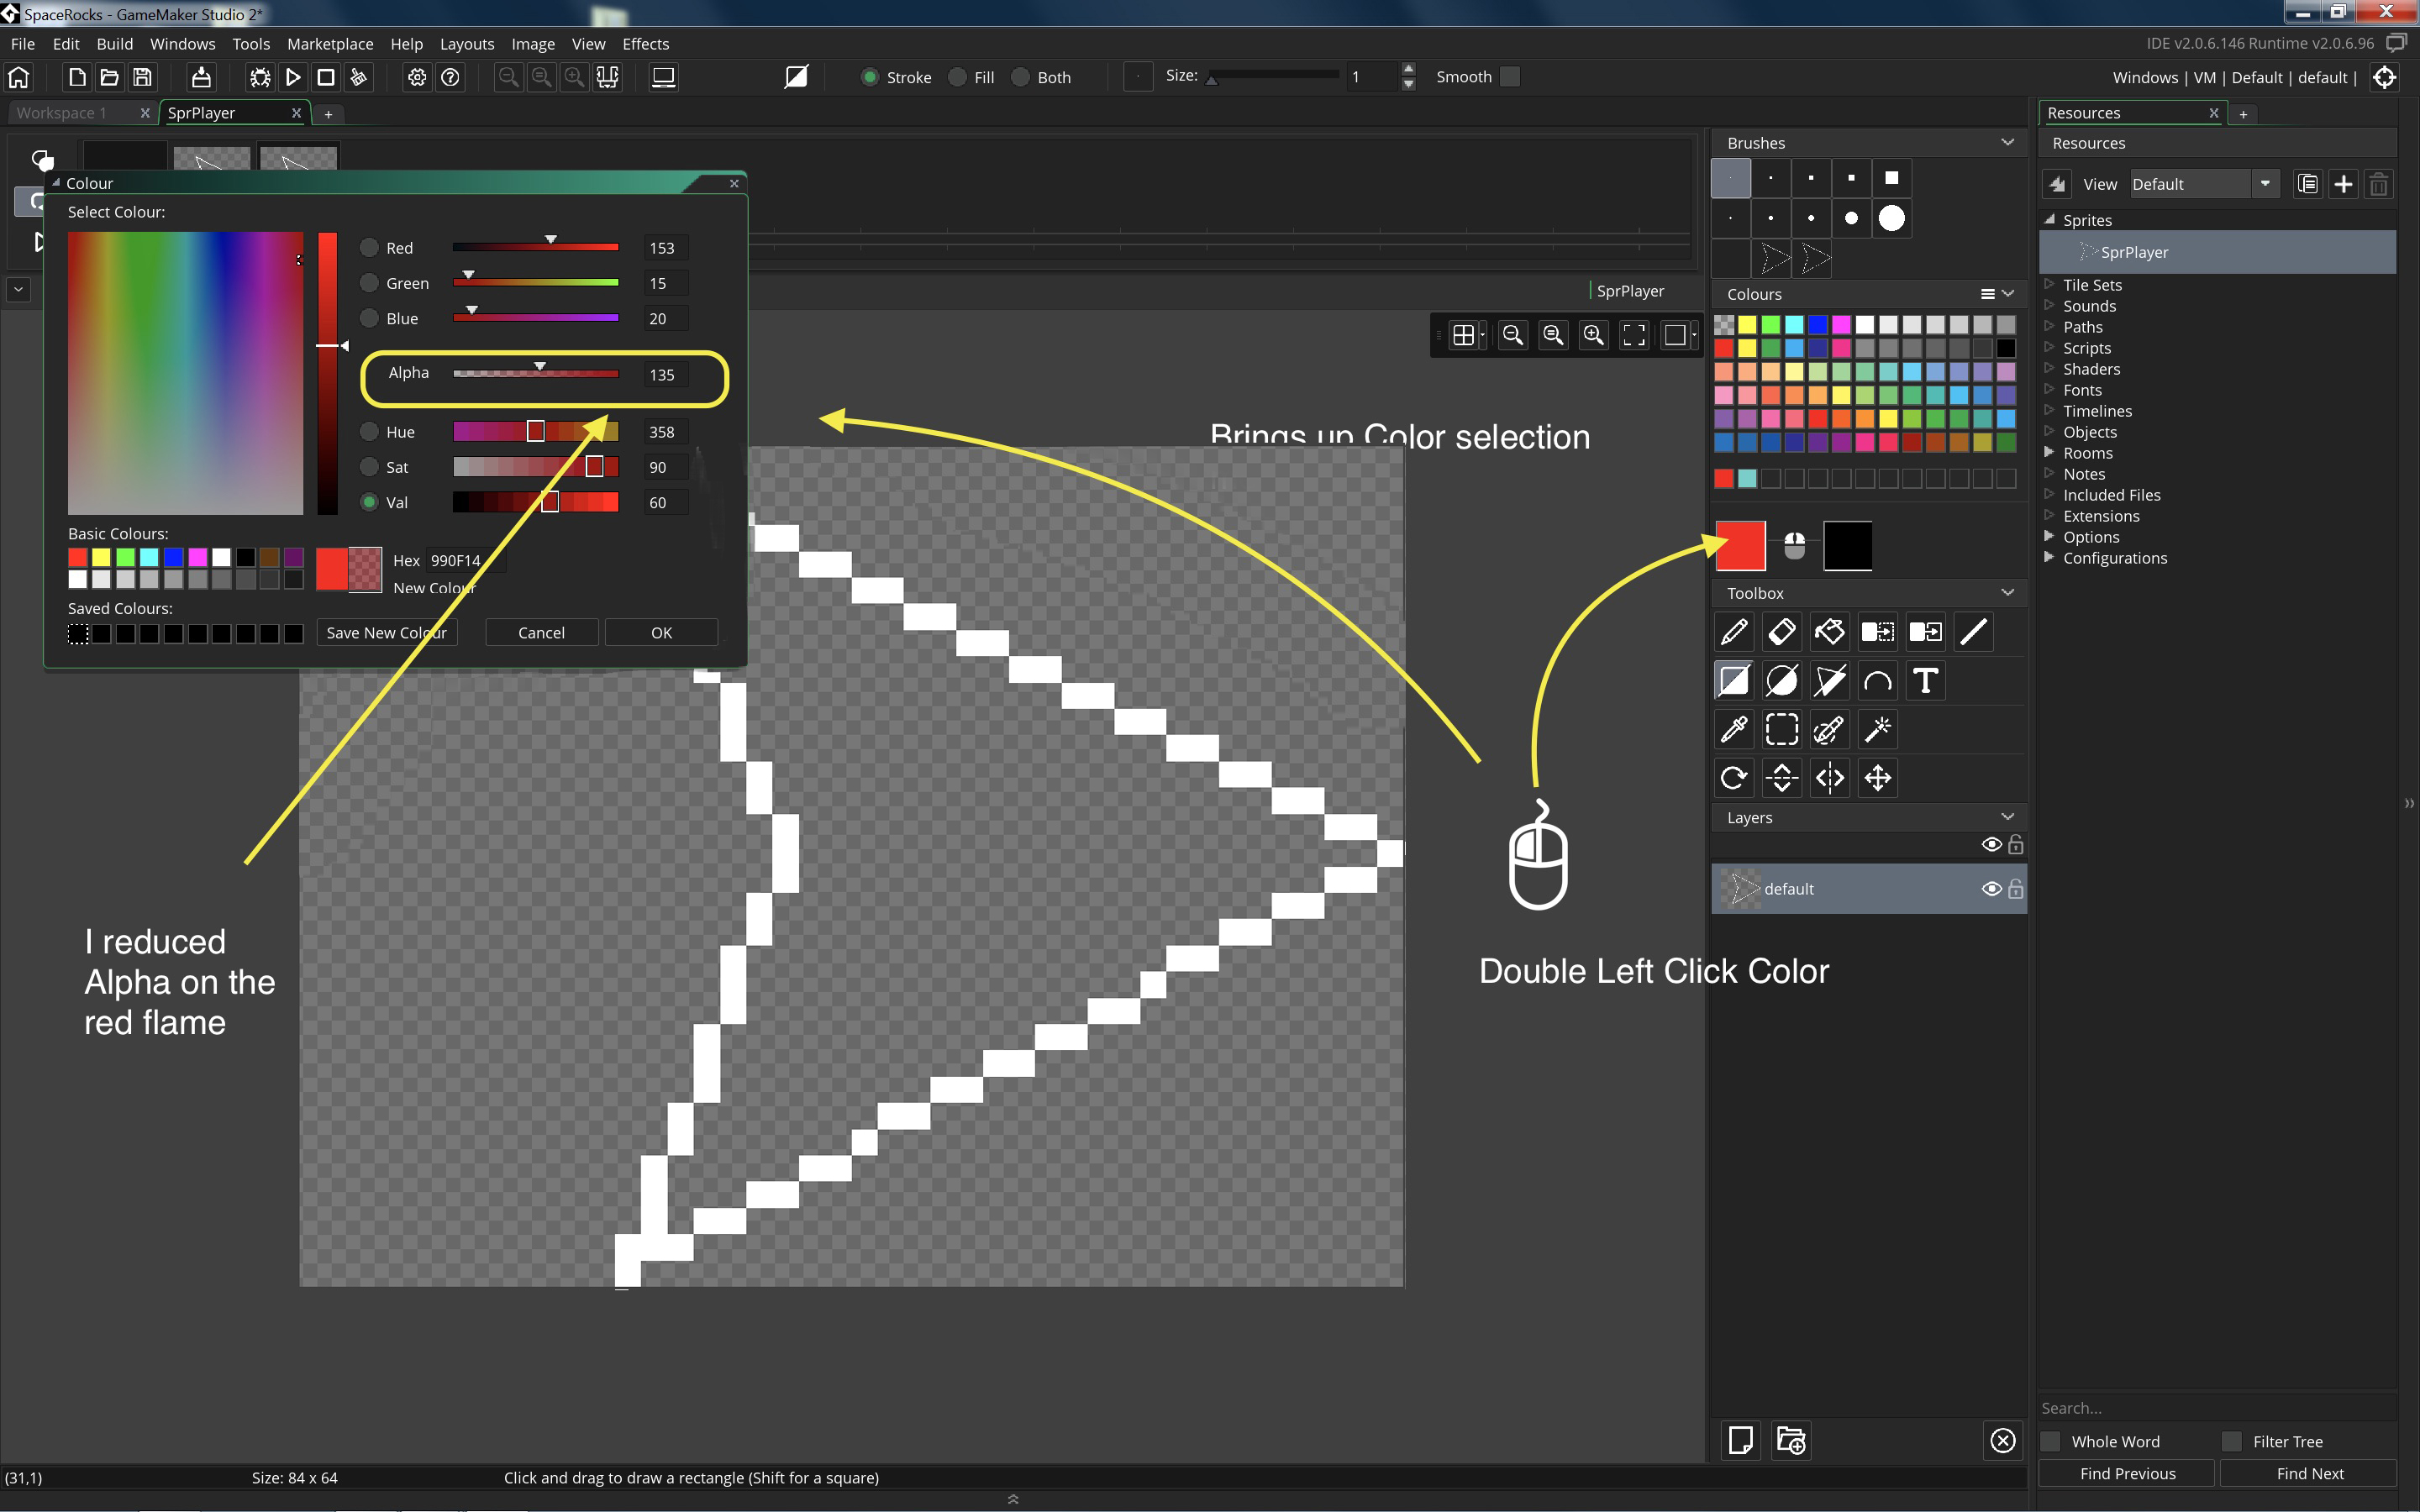 SpaceRocks - GameMaker Studio 2*
File Edit Build Windows Tools Marketplace Help Layouts Image View Effects
IDE v2.0.6.146 Runtime v2.0.6.96
Stroke Fill Both Size: 1 Smooth
Windows | VM | Default | default |
Workspace 1 X SprPlayer X +
Resources X +
Brushes
Resources
View Default
Sprites
SprPlayer
Tile Sets
Sounds
Paths
Scripts
Shaders
Fonts
Timelines
Objects
Rooms
Notes
Included Files
Extensions
Options
Configurations
Colour
Select Colour:
Red 153
Green 15
Blue 20
Alpha 135
Hue 358
Sat 90
Val 60
Basic Colours:
Hex 990F14
New Colour
Saved Colours:
Save New Colour Cancel OK
SprPlayer
Brings up Color selection
Colours
Toolbox
T
Layers
default
I reduced
Alpha on the
red flame
Double Left Click Color
Search...
Whole Word Filter Tree
Find Previous Find Next
(31,1) Size: 84 x 64 Click and drag to draw a rectangle (Shift for a square)